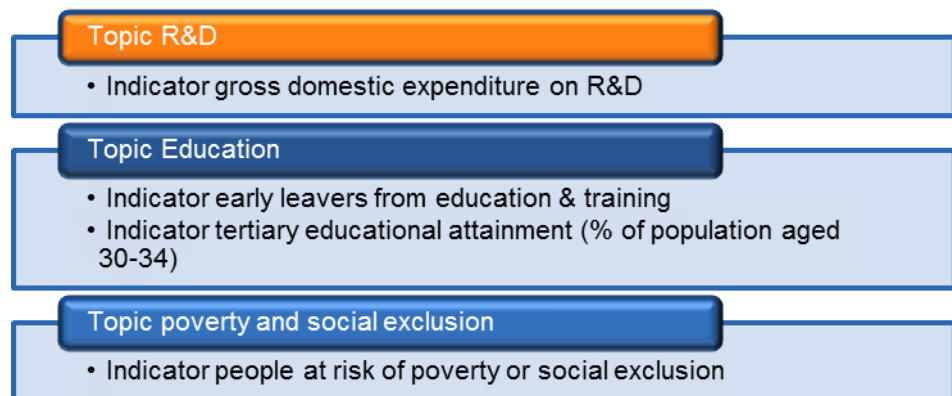 Topic R&D
• Indicator gross domestic expenditure on R&D
Topic Education
• Indicator early leavers from education & training
• Indicator tertiary educational attainment (% of population aged
30-34)
Topic poverty and social exclusion
• Indicator people at risk of poverty or social exclusion